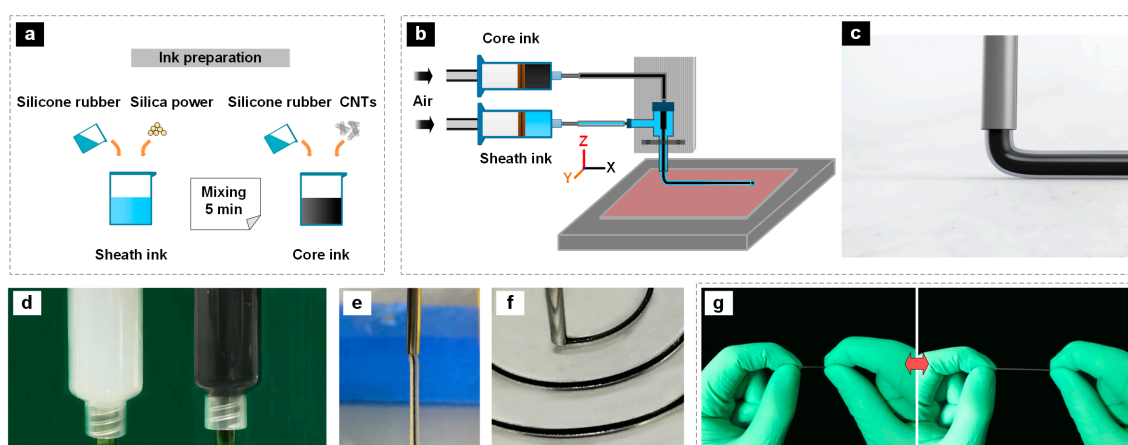 a
Ink preparation
Silicone rubber Silica power Silicone rubber CNTs
Mixing
5 min
Sheath ink Core ink
b
Core ink
Air
Sheath ink
Z
Y X
c
d
e
f
g